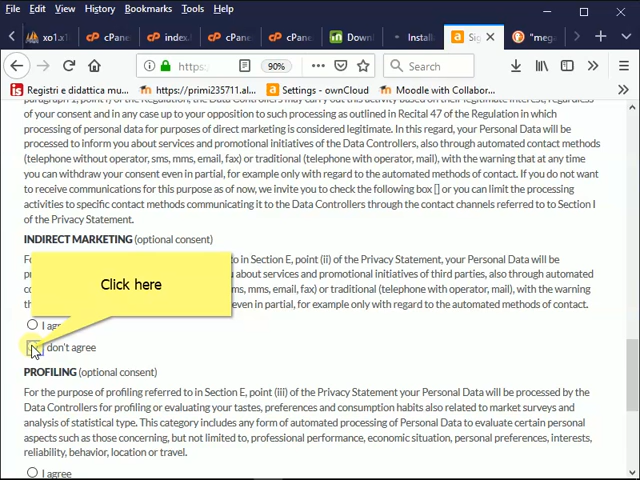 File Edit View History Bookmarks Tools Help
xo1.x1 cPane index. cPane cPane Downl Install Sig "mega
https: 90% Search
Registri e didattica mu... https://primi235711.al... Settings - ownCloud Moodle with Collabor...
paragraph 2, point f) of the Regulation, the Data Controllers may carry out this activity based on their legitimate interest, regardless
of your consent and in any case up to your opposition to such processing as outlined in Recital 47 of the Regulation in which
processing of personal data for purposes of direct marketing is considered legitimate. In this regard, your Personal Data will be
processed to inform you about services and promotional initiatives of the Data Controllers, also through automated contact methods
(telephone without operator, sms, mms, email, fax) or traditional (telephone with operator, mail), with the warning that at any time
you can withdraw your consent even in partial, for example only with regard to the automated methods of contact. If you do not want
to receive communications for this purpose as of now, we invite you to check the following box [] or you can limit the processing
activities to specific contact methods communicating it to the Data Controllers through the contact channels referred to to Section I
of the Privacy Statement.
INDIRECT MARKETING (optional consent)
Fo to in Section E, point (ii) of the Privacy Statement, your Personal Data will be
pr about services and promotional initiatives of third parties, also through automated
co ms, mms, email, fax) or traditional (telephone with operator, mail), with the warning
th even in partial, for example only with regard to the automated methods of contact.
Click here
I agre
don't agree
PROFILING (optional consent)
For the purpose of profiling referred to in Section E, point (iii) of the Privacy Statement your Personal Data will be processed by the
Data Controllers for profiling or evaluating your tastes, preferences and consumption habits also related to market surveys and
analysis of statistical type. This category includes any form of automated processing of Personal Data to evaluate certain personal
aspects such as those concerning, but not limited to, professional performance, economic situation, personal preferences, interests,
reliability, behavior, location or travel.
I agree